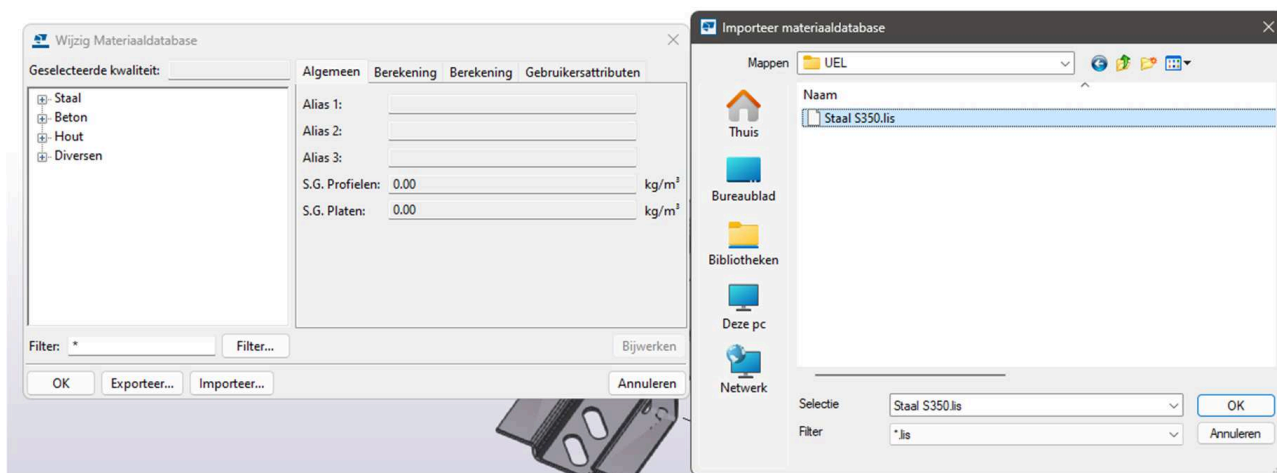 Wijzig Materiaaldatabase
Geselecteerde kwaliteit:
Staal
Beton
Hout
Diversen
Filter: *
Filter...
OK
Exporteer...
Importeer...
Algemeen Berekening Berekening Gebruikersattributen
Alias 1:
Alias 2:
Alias 3:
S.G. Profielen: 0.00 kg/m³
S.G. Platen: 0.00 kg/m³
Bijwerken
Annuleren
Importeer materiaaldatabase
Mappen UEL
Thuis
Bureaublad
Bibliotheken
Deze pc
Netwerk
Naam
Staal S350.lis
Selectie Staal S350.lis OK
Filter *.lis Annuleren